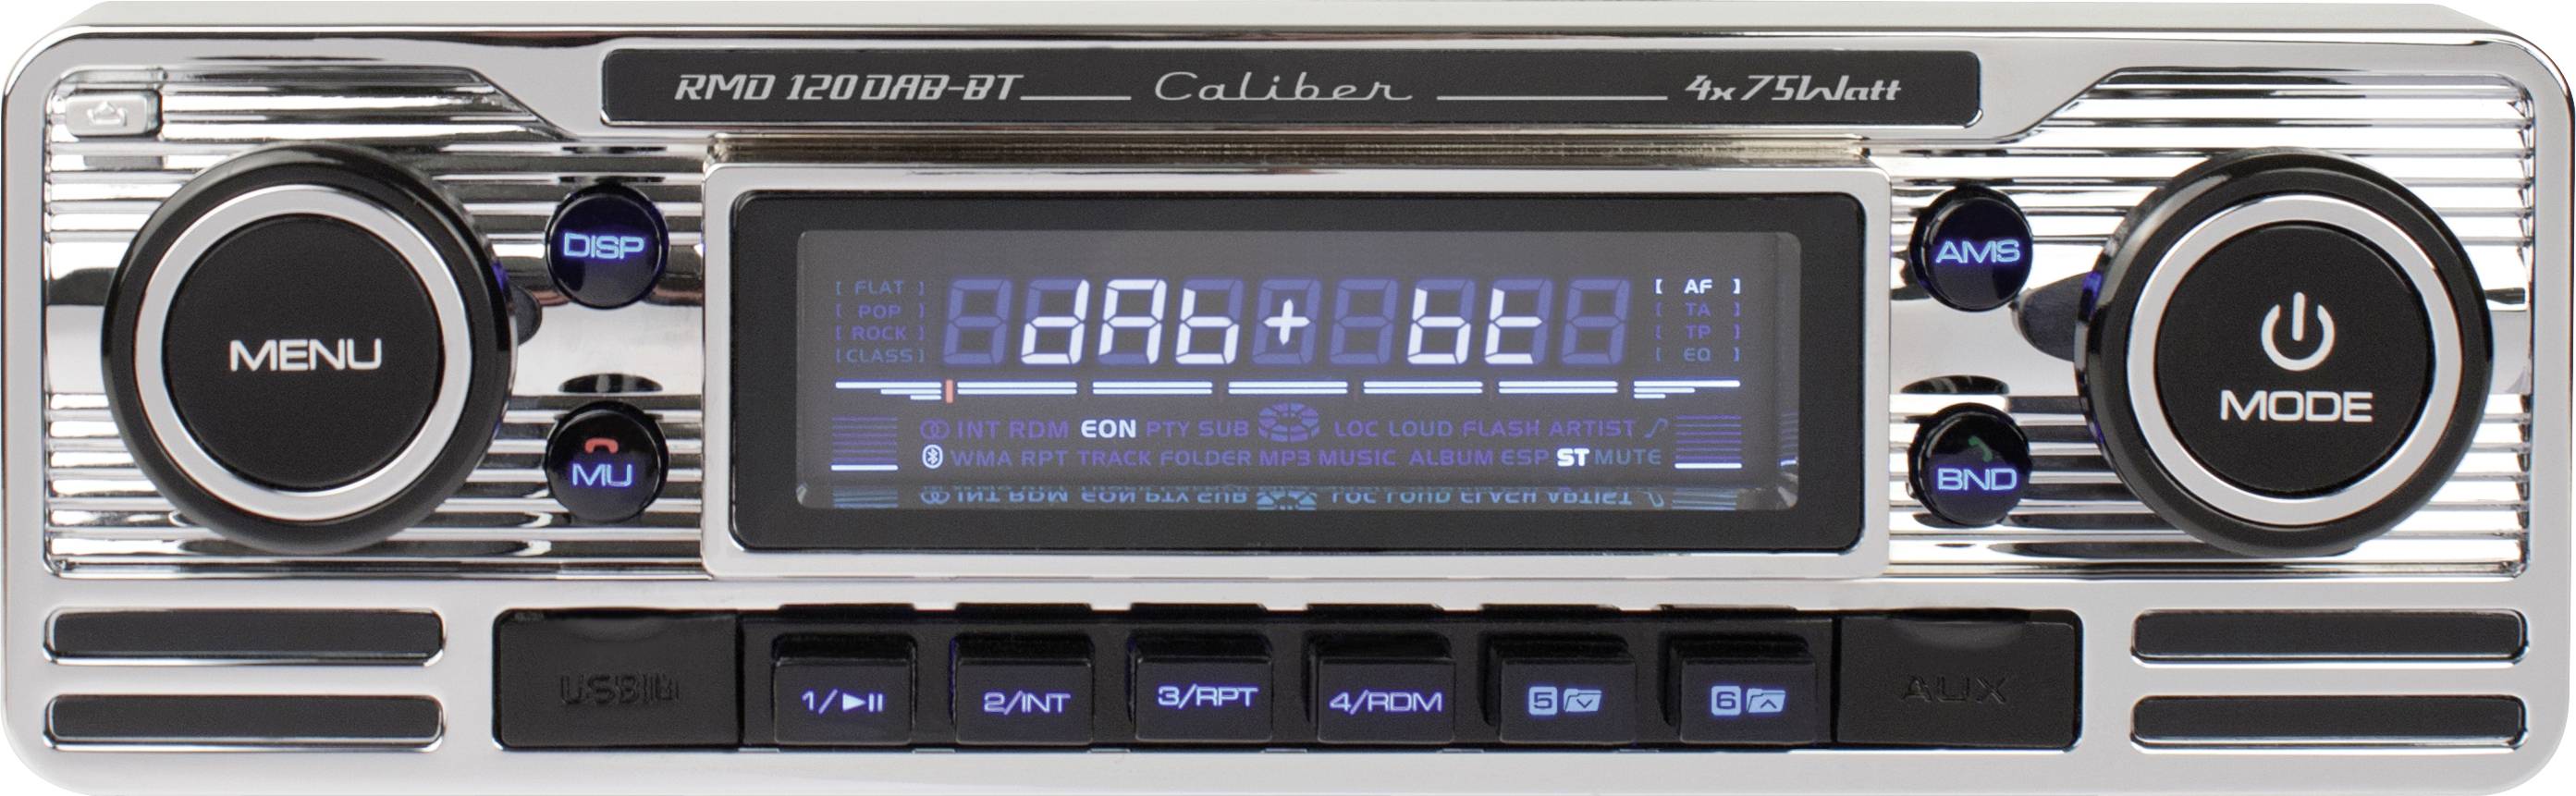 RMD 120 DAB-BT Caliber 4x75Watt
DISP
AMS
MENU
MODE
MU
BND
[ FLAT ]
[ POP ]
[ ROCK ]
[ CLASS ]
dAb+ bt
[ AF ]
[ TA ]
[ TP ]
[ EQ ]
INT RDM EON PTY SUB LOC LOUD FLASH ARTIST
WMA RPT TRACK FOLDER MP3 MUSIC ALBUM ESP ST MUTE
USB
1/
2/INT
3/RPT
4/RDM
5
6
AUX